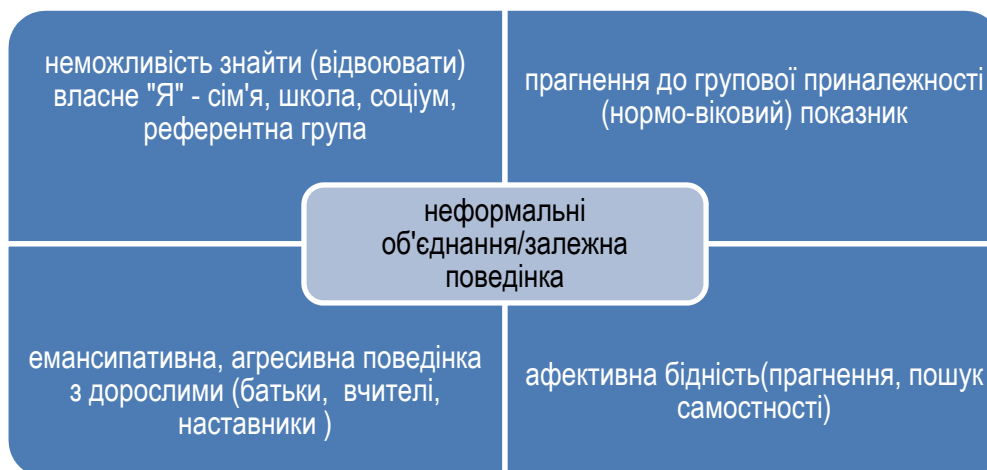 неможливість знайти (відвоювати)
власне "Я" - сім'я, школа, соціум,
референтна група
прагнення до групової приналежності
(нормо-віковий) показник
неформальні
об'єднання/залежна
поведінка
емансипативна, агресивна поведінка
з дорослими (батьки, вчителі,
наставники )
афективна бідність(прагнення, пошук
самостності)